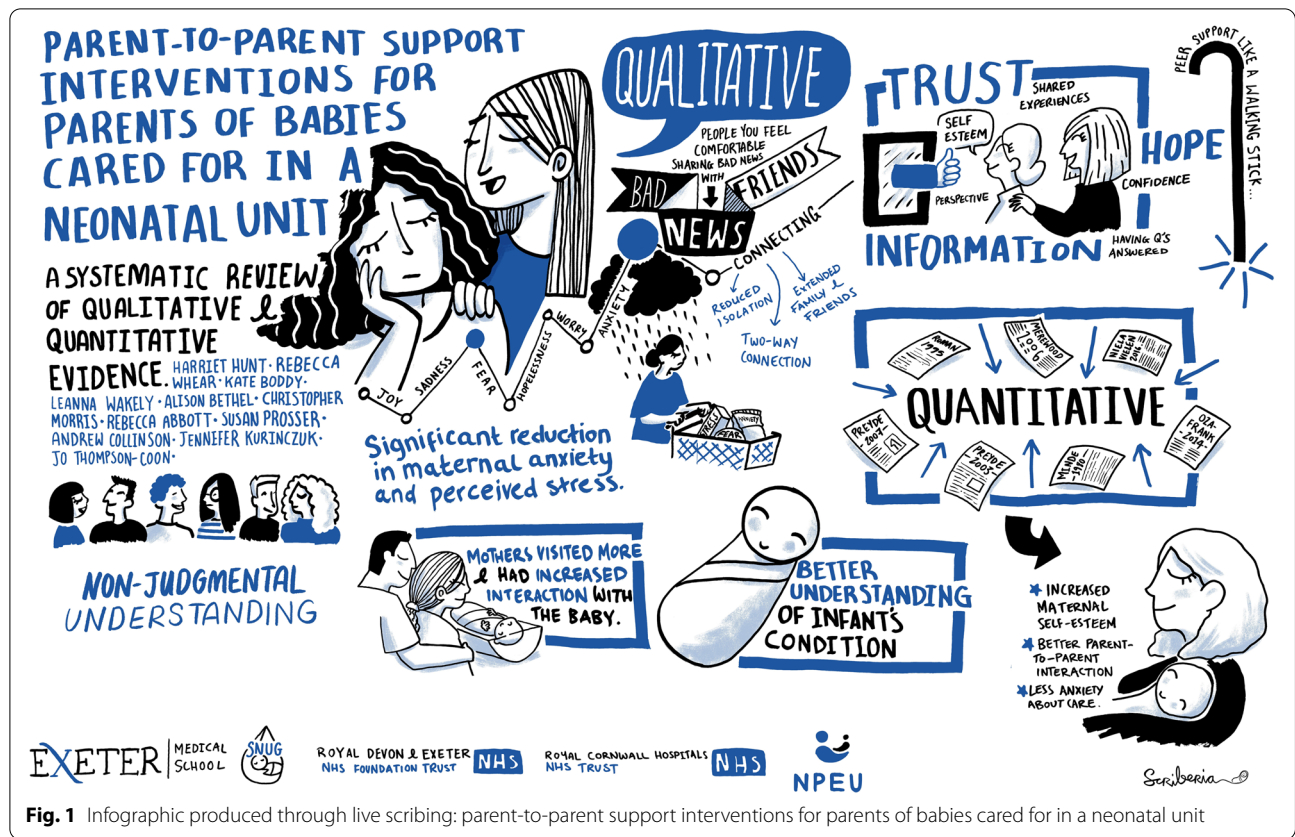 PARENT-TO-PARENT SUPPORT
INTERVENTIONS FOR
PARENTS OF BABIES
CARED FOR IN A
NEONATAL UNIT
A SYSTEMATIC REVIEW
OF QUALITATIVE &
QUANTITATIVE
EVIDENCE.
HARRIET HUNT · REBECCA
WHEAR · KATE BODDY ·
LEANNA WAKELY · ALISON BETHEL · CHRISTOPHER
MORRIS · REBECCA ABBOTT · SUSAN PROSSER ·
ANDREW COLLINSON · JENNIFER KURINCZUK ·
JO THOMPSON-COON ·
NON-JUDGMENTAL
UNDERSTANDING
JOY
SADNESS
FEAR
HOPELESSNESS
WORRY
ANXIETY
CONNECTING
QUALITATIVE
PEOPLE YOU FEEL
COMFORTABLE
SHARING BAD NEWS
WITH
FRIENDS
BAD
NEWS
REDUCED
ISOLATION
TWO-WAY
CONNECTION
EXTENDED
FAMILY &
FRIENDS
STRESS
FEAR
ANXIETY
Significant reduction
in maternal anxiety
and perceived stress.
MOTHERS VISITED MORE
& HAD INCREASED
INTERACTION WITH
THE BABY.
BETTER
UNDERSTANDING
OF INFANT'S
CONDITION
TRUST
SHARED
EXPERIENCES
SELF
ESTEEM
PERSPECTIVE
HOPE
CONFIDENCE
INFORMATION
HAVING Q'S
ANSWERED
PEER SUPPORT LIKE A WALKING STICK...
ROMAN
1995
MEREWOOD
2006
NEELA
2014
QUANTITATIVE
PREYDE
2007
PREYDE
2003
MINDE
1980
OZA-
FRANK
2014
INCREASED
MATERNAL
SELF-ESTEEM
BETTER PARENT-
TO-PARENT
INTERACTION
LESS ANXIETY
ABOUT CARE.
EXETER
MEDICAL
SCHOOL
SNUG
ROYAL DEVON & EXETER
NHS FOUNDATION TRUST
NHS
ROYAL CORNWALL HOSPITALS
NHS TRUST
NHS
NPEU
Scriberia
Fig. 1 Infographic produced through live scribing: parent-to-parent support interventions for parents of babies cared for in a neonatal unit